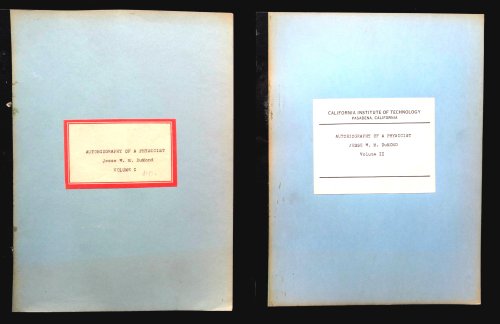 AUTOBIOGRAPHY OF A PHYSICIST
Jesse W. M. DuMond
VOLUME I
CALIFORNIA INSTITUTE OF TECHNOLOGY
PASADENA, CALIFORNIA
AUTOBIOGRAPHY OF A PHYSICIST
JESSE W. M. DuMOND
Volume II